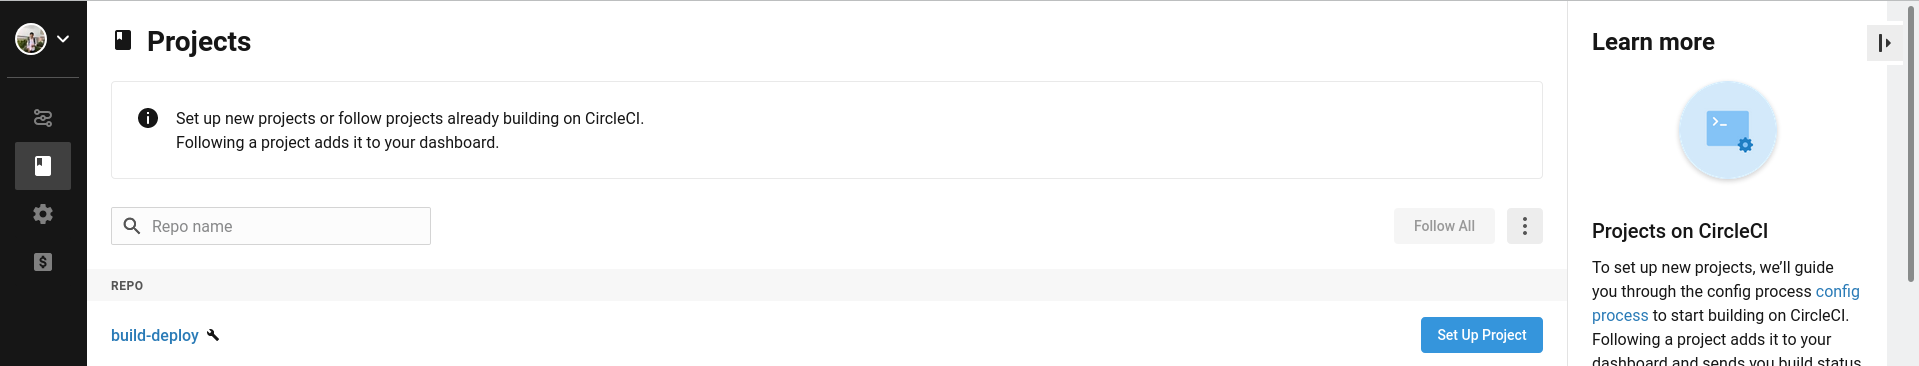 Projects
Set up new projects or follow projects already building on CircleCI.
Following a project adds it to your dashboard.
Repo name
Follow All
REPO
build-deploy
Set Up Project
Learn more
>_
Projects on CircleCI
To set up new projects, we’ll guide
you through the config process config
process to start building on CircleCI.
Following a project adds it to your
dashboard and sends you build status